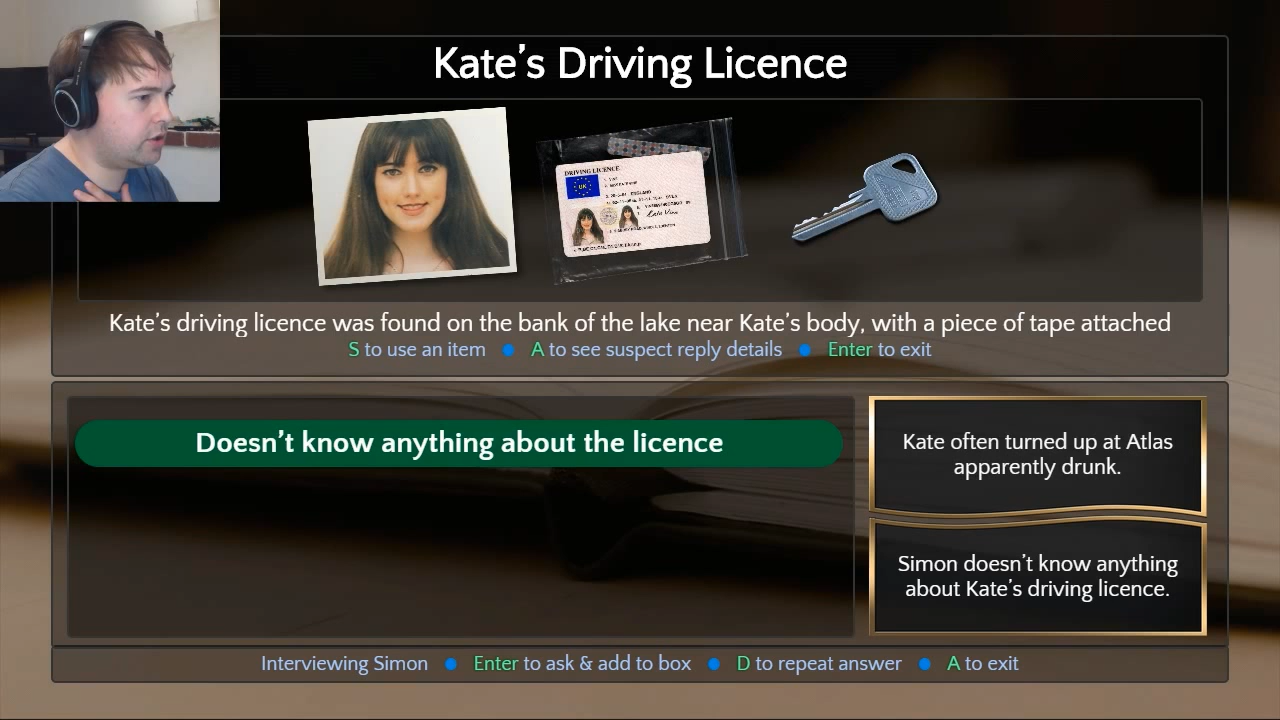 Kate's Driving Licence
DRIVING LICENCE
UK
Kate's driving licence was found on the bank of the lake near Kate's body, with a piece of tape attached
S to use an item • A to see suspect reply details • Enter to exit
Doesn't know anything about the licence
Kate often turned up at Atlas
apparently drunk.
Simon doesn't know anything
about Kate's driving licence.
Interviewing Simon • Enter to ask & add to box • D to repeat answer • A to exit